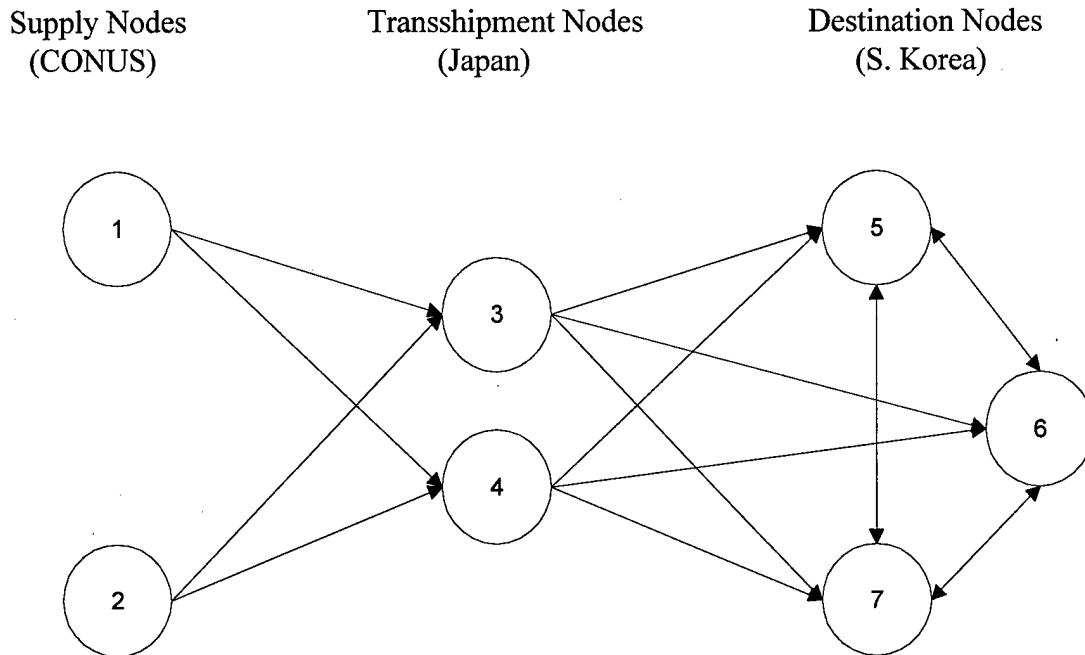 Supply Nodes
(CONUS)
Transshipment Nodes
(Japan)
Destination Nodes
(S. Korea)
1
2
3
4
5
6
7